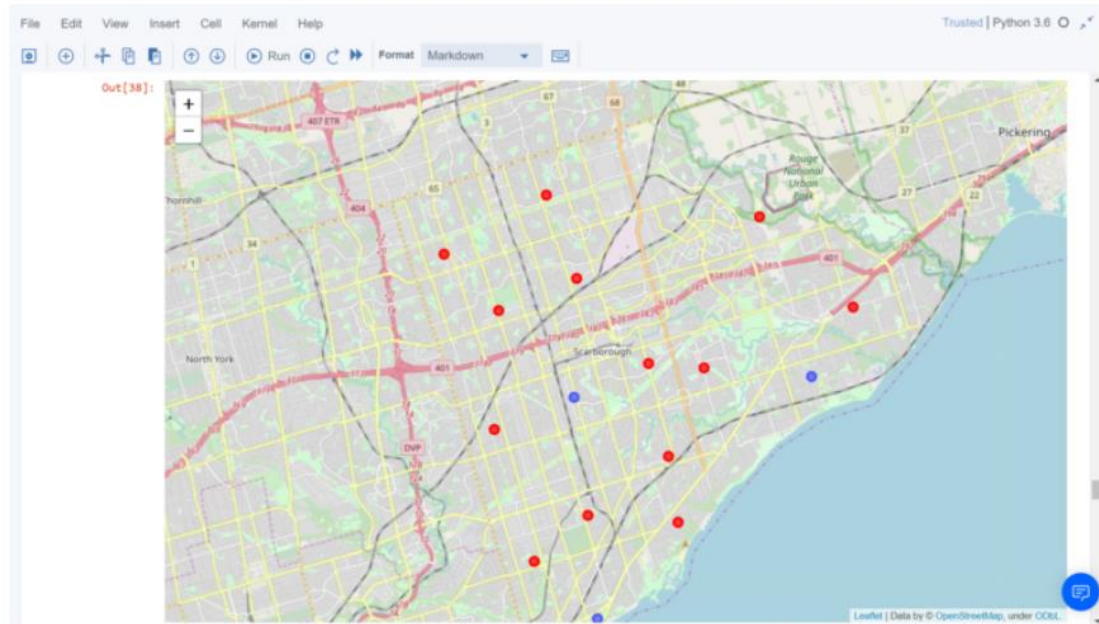 File Edit View Insert Cell Kernel Help
Trusted | Python 3.6
Run
Format Markdown
Out[38]:
+
−
48
67
68
3
407 ETR
37
Pickering
Rouge
National
Urban
Park
65
27
22
Thornhill
404
34
1
401
Scarborough
North York
401
DVP
Leaflet | Data by © OpenStreetMap, under ODbL.